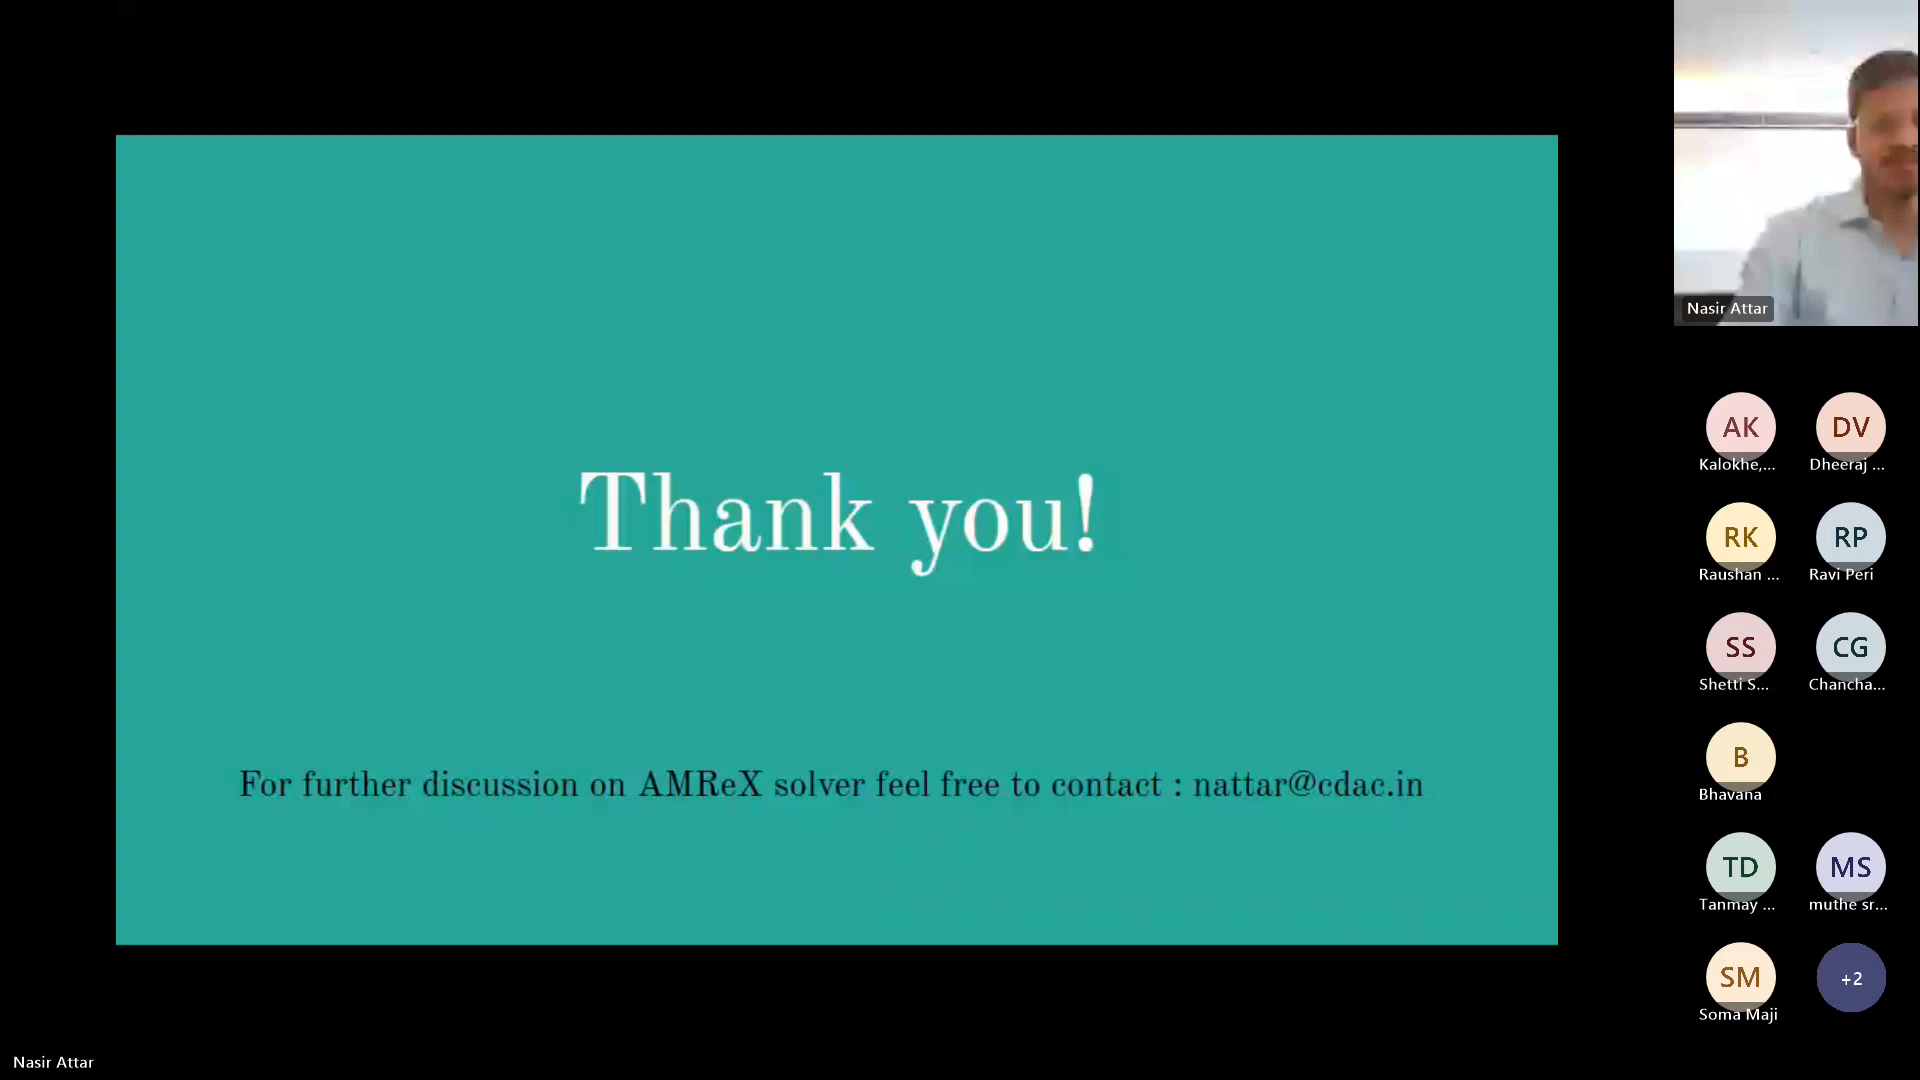 Thank you!
For further discussion on AMReX solver feel free to contact : nattar@cdac.in
Nasir Attar
AK
Kalokhe,...
DV
Dheeraj ...
RK
Raushan ...
RP
Ravi Peri
SS
Shetti S...
CG
Chancha...
B
Bhavana
TD
Tanmay ...
MS
muthe sr...
SM
Soma Maji
+2
Nasir Attar